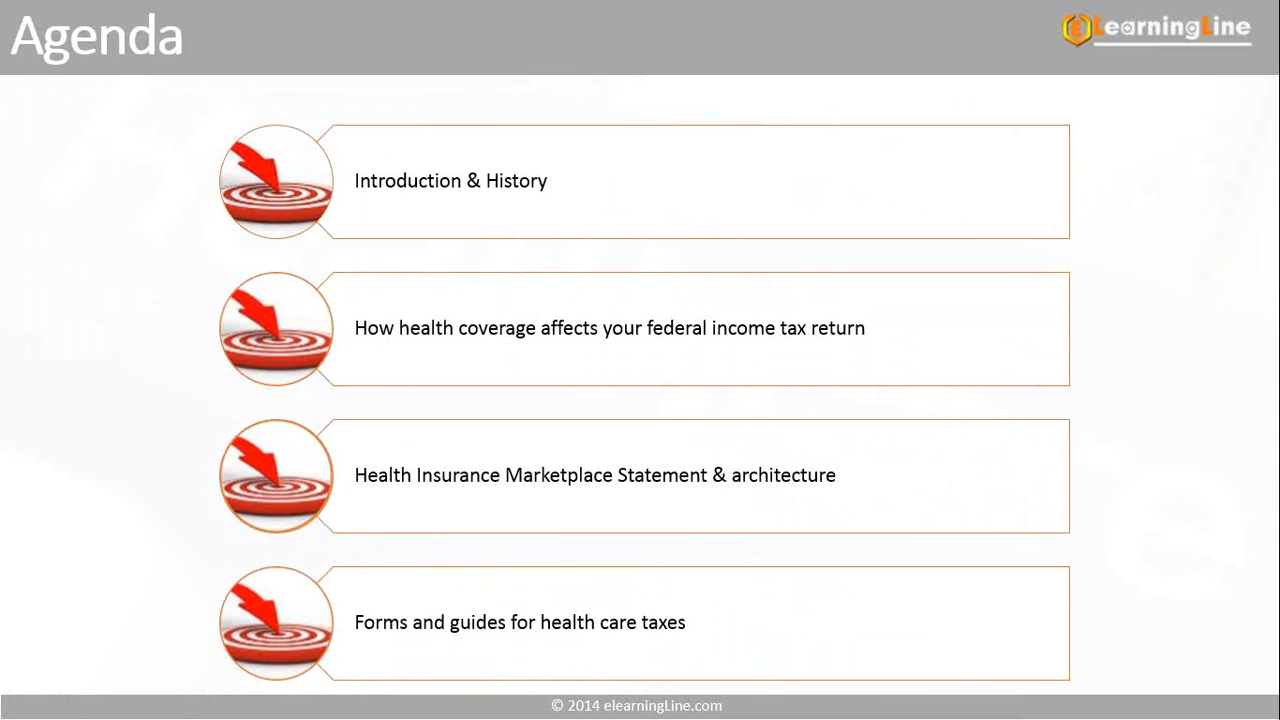 Agenda
ELearningLine
Introduction & History
How health coverage affects your federal income tax return
Health Insurance Marketplace Statement & architecture
Forms and guides for health care taxes
© 2014 elearningLine.com